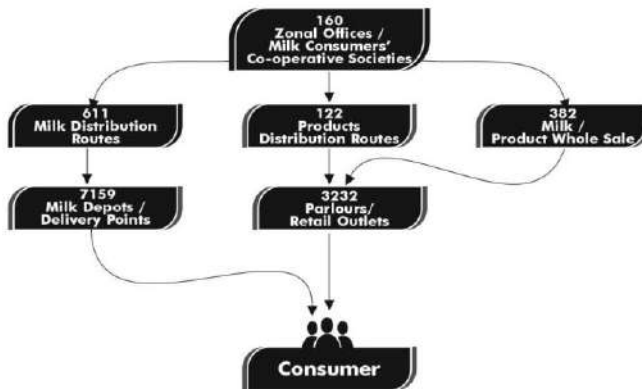 160
Zonal Offices /
Milk Consumers'
Co-operative Societies
611
Milk Distribution
Routes
122
Products
Distribution Routes
382
Milk /
Product Whole Sale
7159
Milk Depots /
Delivery Points
3232
Parlours/
Retail Outlets
Consumer